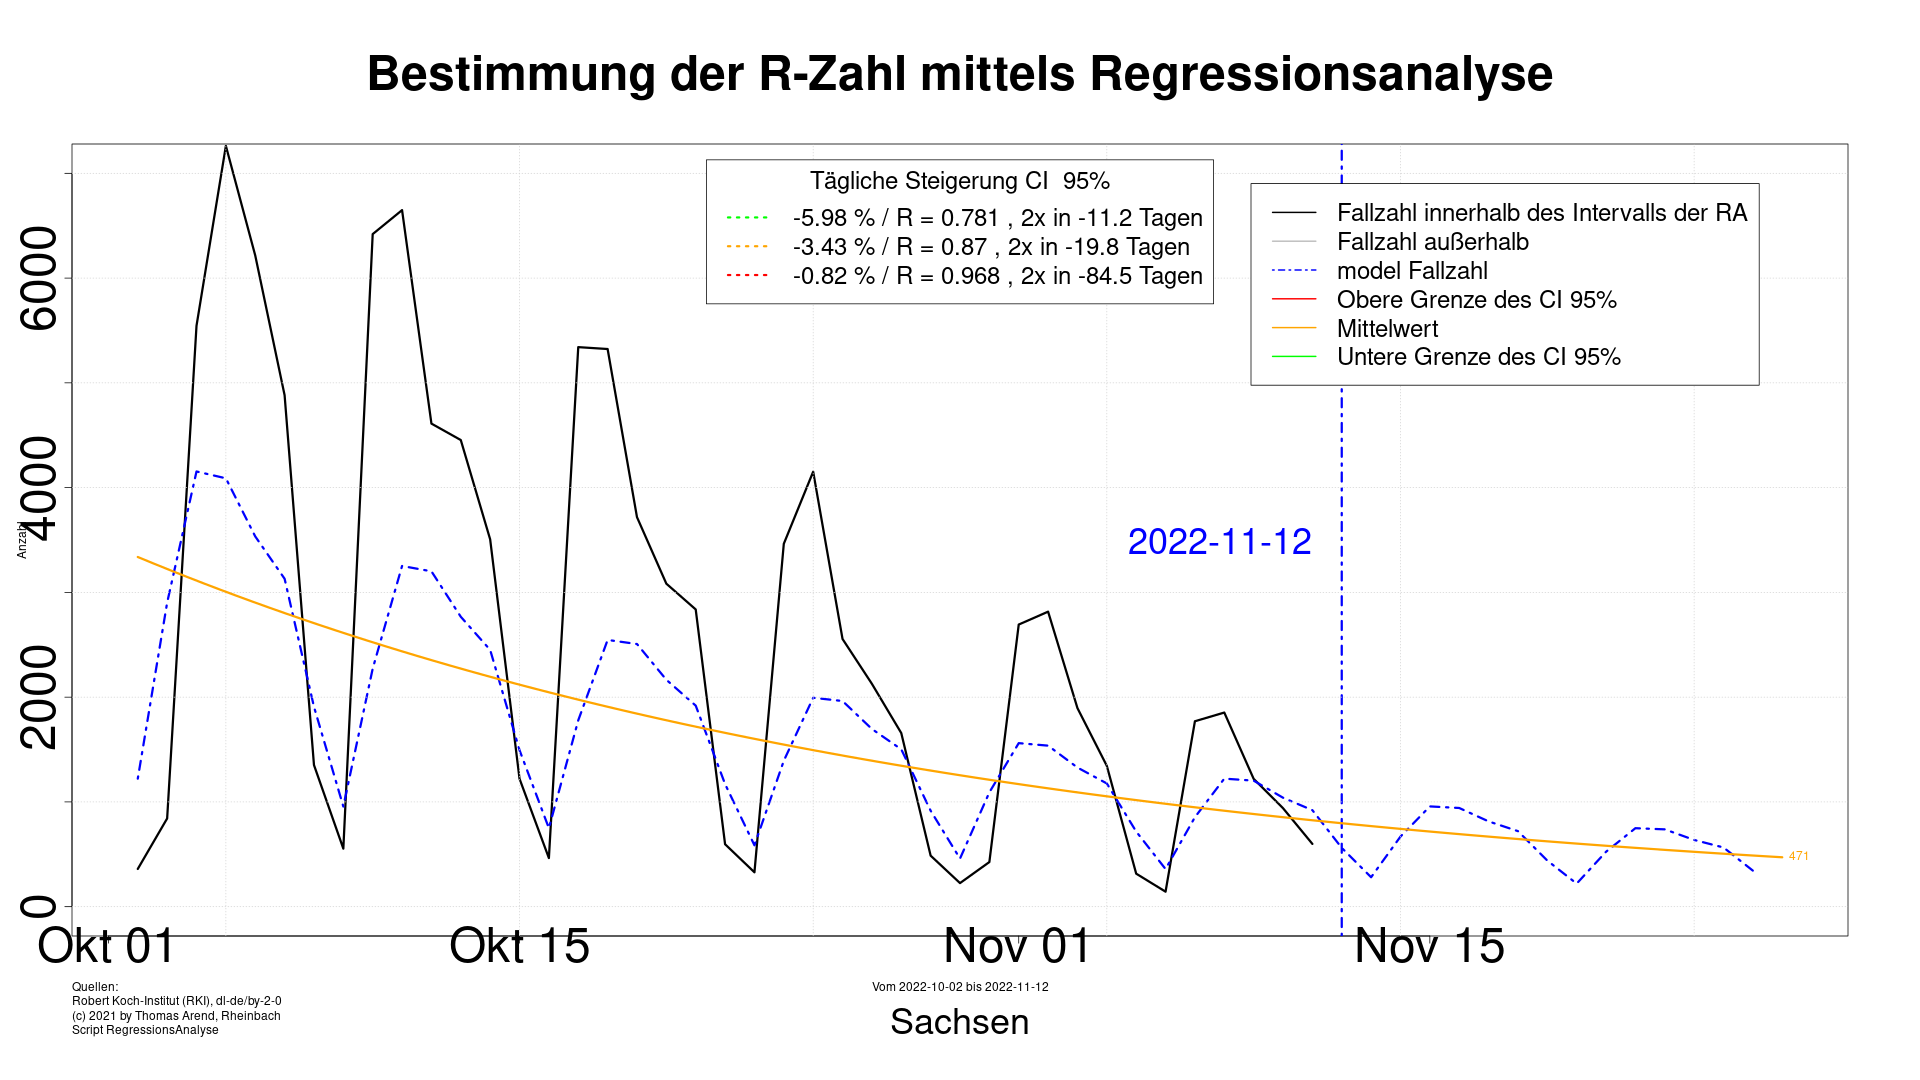 Bestimmung der R-Zahl mittels Regressionsanalyse
Tägliche Steigerung CI  95%
-5.98 % / R = 0.781 , 2x in -11.2 Tagen
-3.43 % / R = 0.87 , 2x in -19.8 Tagen
-0.82 % / R = 0.968 , 2x in -84.5 Tagen
Fallzahl innerhalb des Intervalls der RA
Fallzahl außerhalb
model Fallzahl
Obere Grenze des CI 95%
Mittelwert
Untere Grenze des CI 95%
6000
4000
2000
0
Anzahl
2022-11-12
471
Okt 01
Okt 15
Nov 01
Nov 15
Quellen:
Robert Koch-Institut (RKI), dl-de/by-2-0
(c) 2021 by Thomas Arend, Rheinbach
Script RegressionsAnalyse
Vom 2022-10-02 bis 2022-11-12
Sachsen